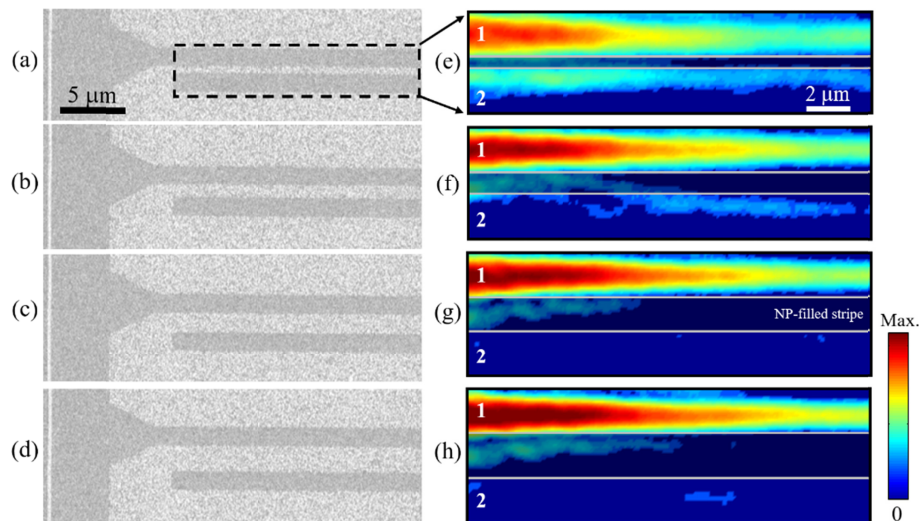 (a)
5 µm
(b)
(c)
(d)
1
(e)
2
2 µm
1
(f)
2
1
(g)
NP-filled stripe
2
1
(h)
2
Max.
0